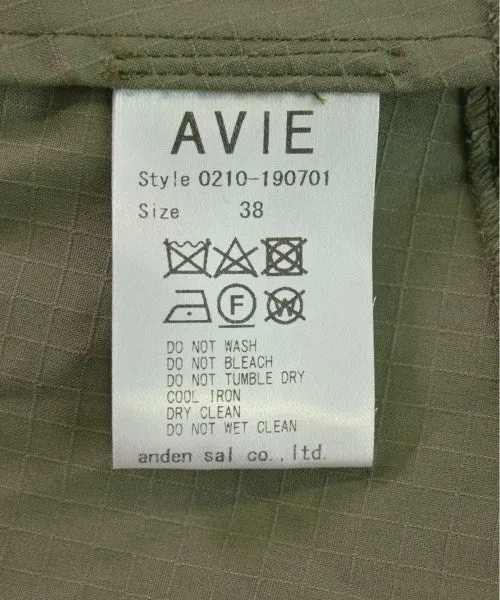 AVIE
Style 0210-190701
Size 38
F W
DO NOT WASH
DO NOT BLEACH
DO NOT TUMBLE DRY
COOL IRON
DRY CLEAN
DO NOT WET CLEAN
anden sal co.,ltd.